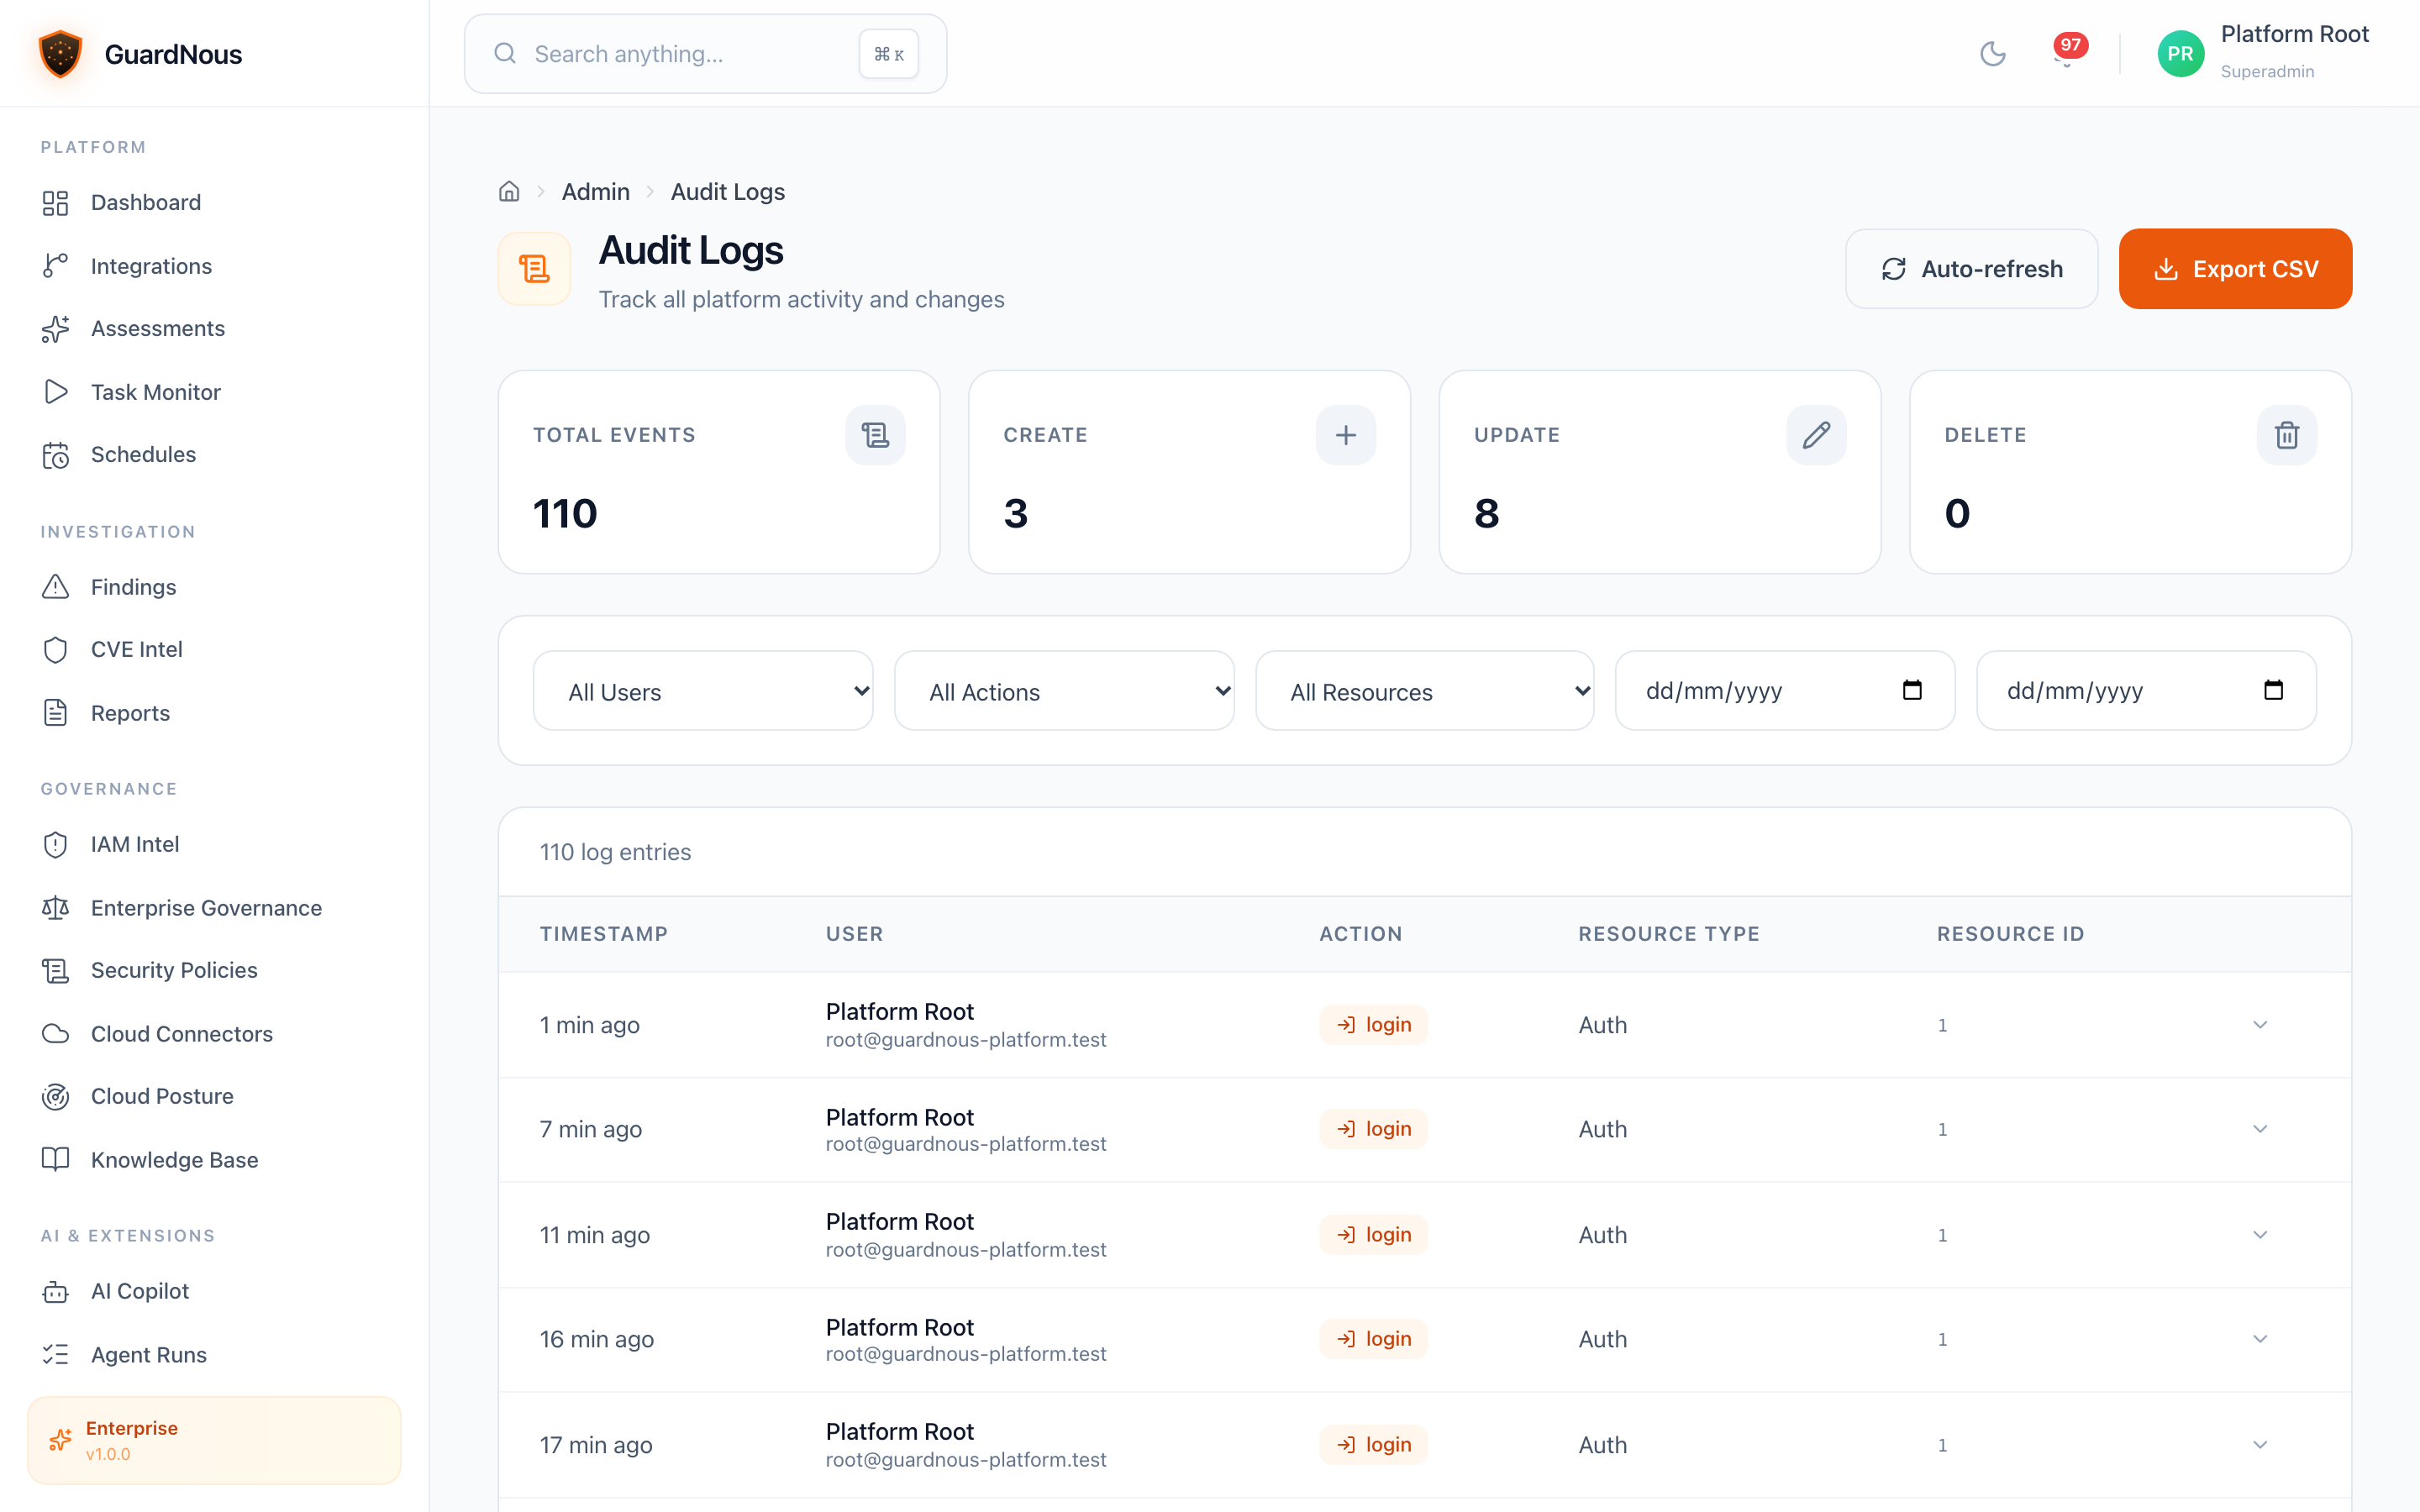 GuardNous
Search anything...
⌘ K
97
PR
Platform Root
Superadmin
PLATFORM
Dashboard
Integrations
Assessments
Task Monitor
Schedules
INVESTIGATION
Findings
CVE Intel
Reports
GOVERNANCE
IAM Intel
Enterprise Governance
Security Policies
Cloud Connectors
Cloud Posture
Knowledge Base
AI & EXTENSIONS
AI Copilot
Agent Runs
Enterprise
v1.0.0
Admin > Audit Logs
Audit Logs
Track all platform activity and changes
Auto-refresh
Export CSV
TOTAL EVENTS
110
CREATE
3
UPDATE
8
DELETE
0
All Users
All Actions
All Resources
dd/mm/yyyy
dd/mm/yyyy
110 log entries
TIMESTAMP USER ACTION RESOURCE TYPE RESOURCE ID
1 min ago Platform Root login Auth 1
root@guardnous-platform.test
7 min ago Platform Root login Auth 1
root@guardnous-platform.test
11 min ago Platform Root login Auth 1
root@guardnous-platform.test
16 min ago Platform Root login Auth 1
root@guardnous-platform.test
17 min ago Platform Root login Auth 1
root@guardnous-platform.test